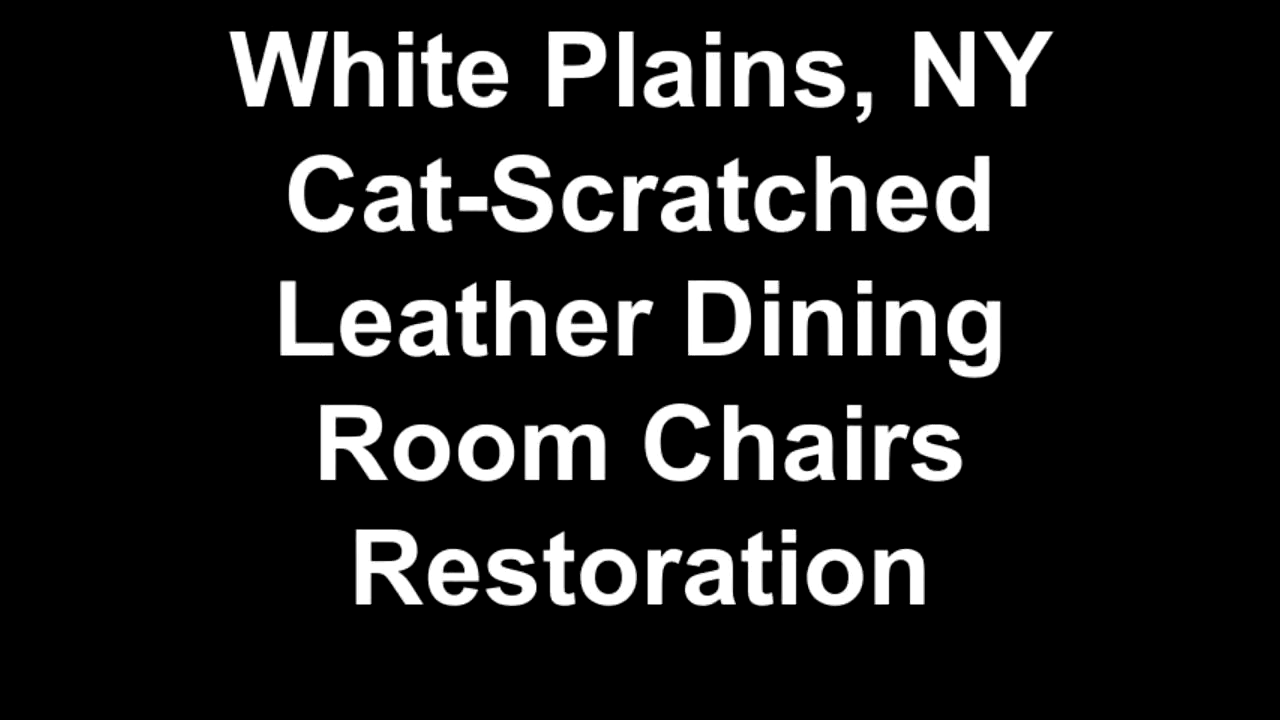 White Plains, NY
Cat-Scratched
Leather Dining
Room Chairs
Restoration